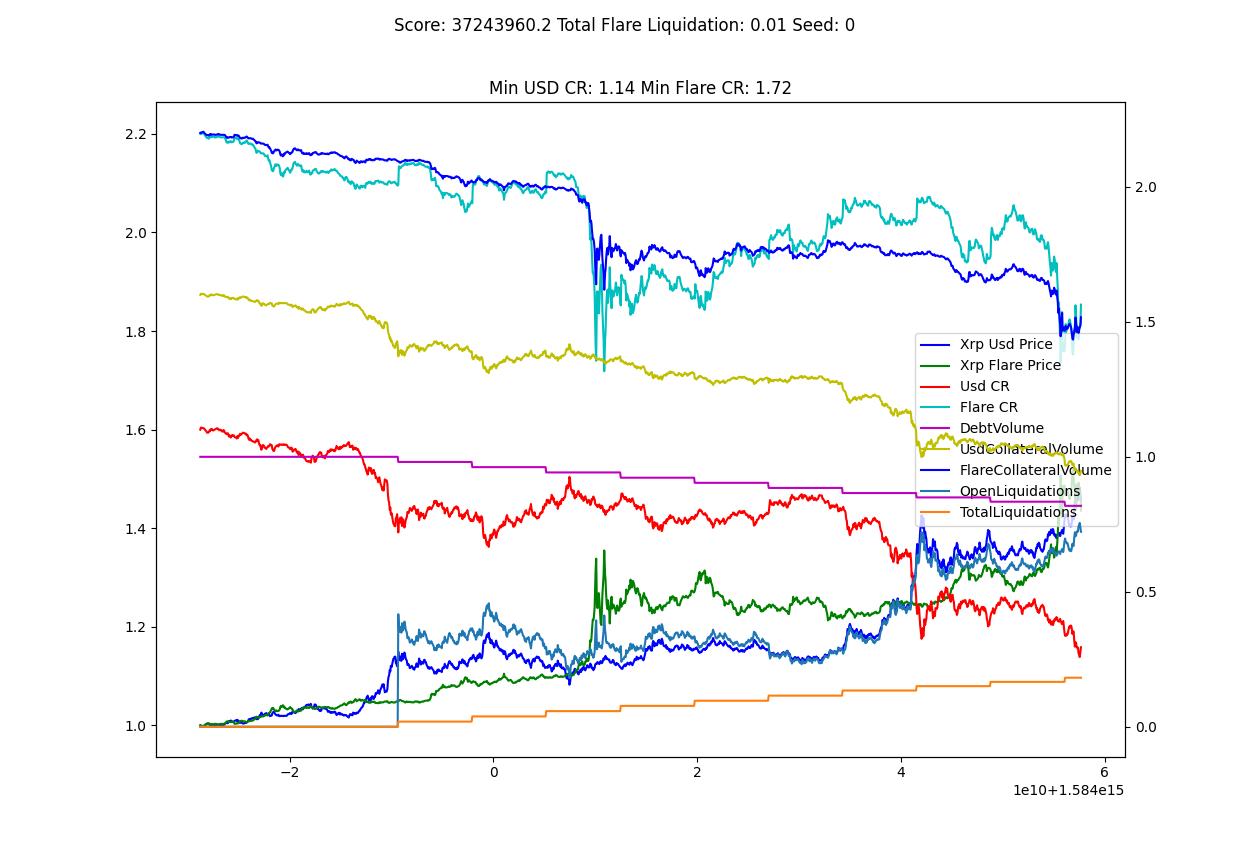 Score: 37243960.2 Total Flare Liquidation: 0.01 Seed: 0
Min USD CR: 1.14 Min Flare CR: 1.72
2.2
2.0
1.8
1.6
1.4
1.2
1.0
2.0
1.5
1.0
0.5
0.0
Xrp Usd Price
Xrp Flare Price
Usd CR
Flare CR
DebtVolume
UsdCollateralVolume
FlareCollateralVolume
OpenLiquidations
TotalLiquidations
−2
0
2
4
6
1e10+1.584e15